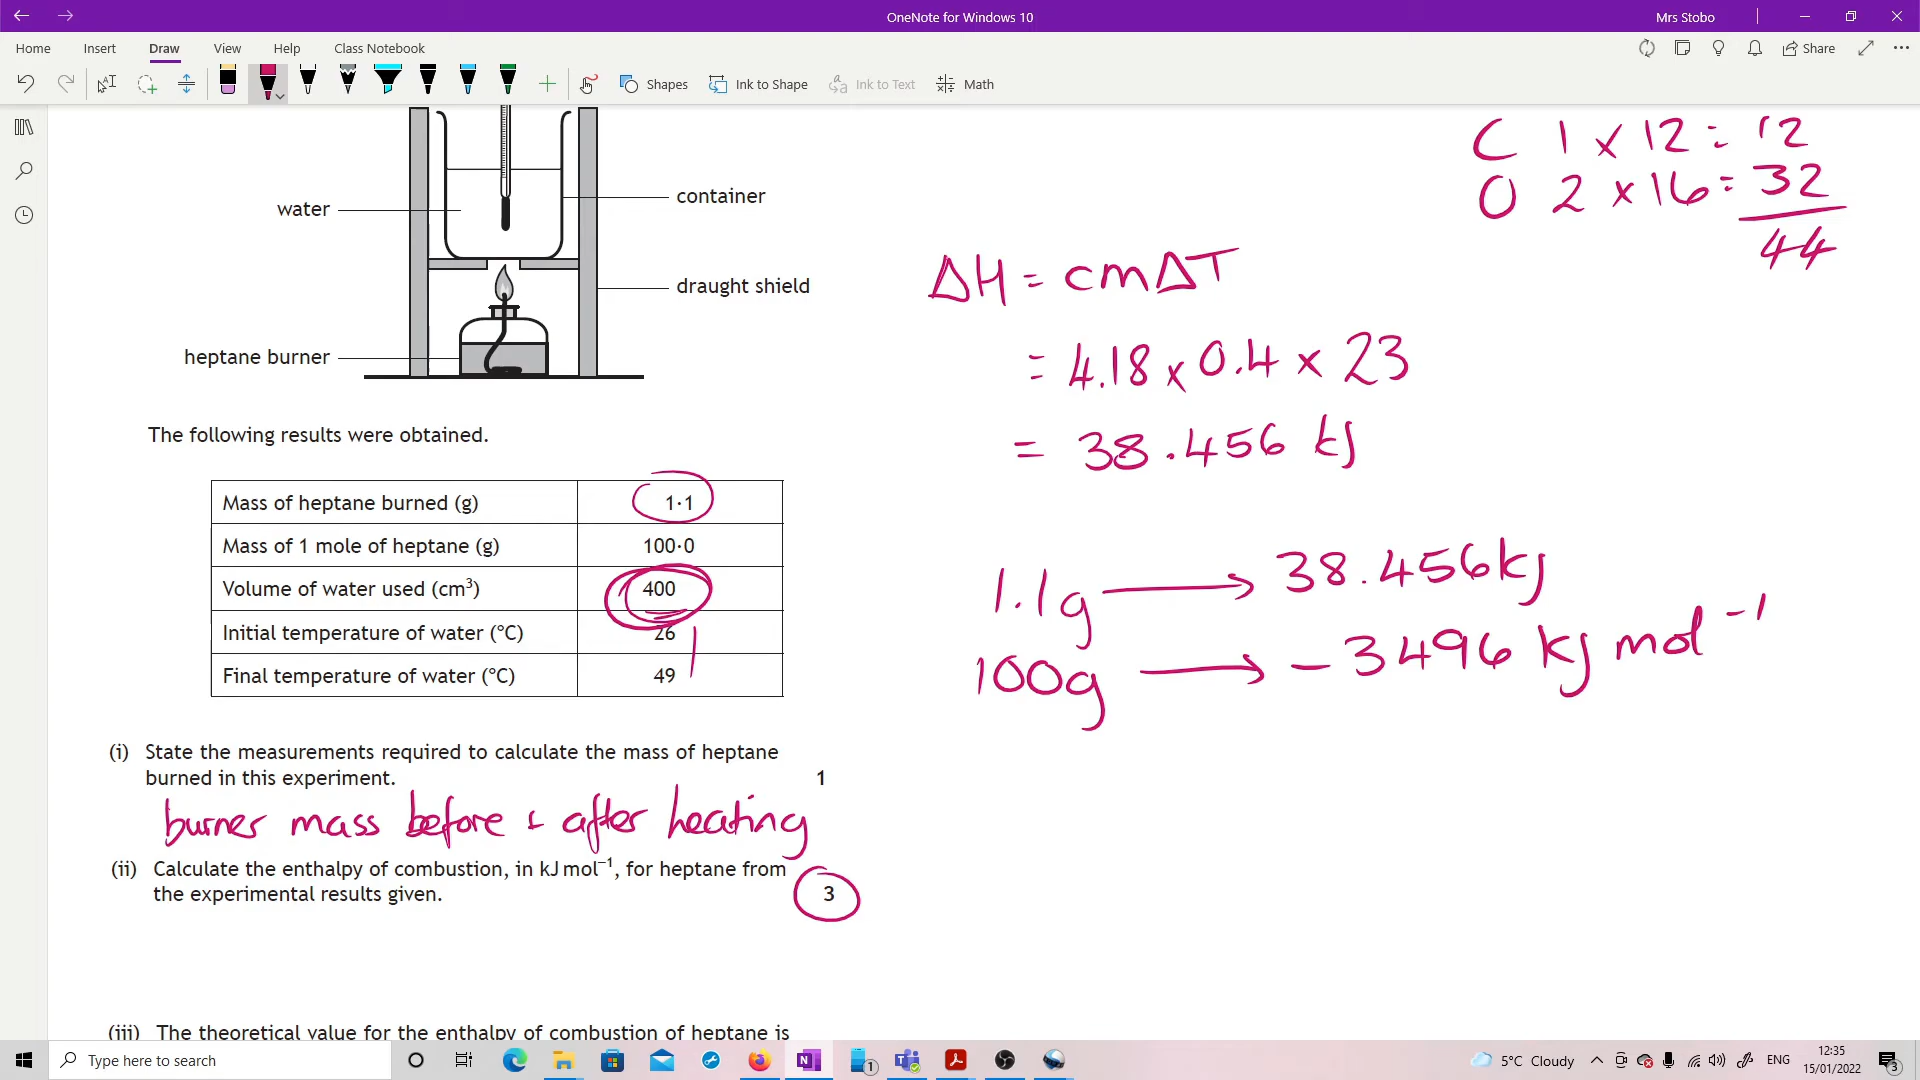 OneNote for Windows 10
Mrs Stobo
Home Insert Draw View Help Class Notebook
Share
Shapes Ink to Shape Ink to Text Math
water
container
draught shield
heptane burner
The following results were obtained.
Mass of heptane burned (g) 1·1
Mass of 1 mole of heptane (g) 100·0
Volume of water used (cm³) 400
Initial temperature of water (°C) 26
Final temperature of water (°C) 49
(i) State the measurements required to calculate the mass of heptane
burned in this experiment. 1
burner mass before + after heating
(ii) Calculate the enthalpy of combustion, in kJ mol⁻¹, for heptane from
the experimental results given. 3
(iii) The theoretical value for the enthalpy of combustion of heptane is
C 1 x 12 = 12
O 2 x 16 = 32
44
ΔH = cmΔT
= 4.18 x 0.4 x 23
= 38.456 kJ
1.1g → 38.456kJ
100g → - 3496 kJ mol⁻¹
Type here to search
1
5°C Cloudy
ENG
12:35
15/01/2022
3